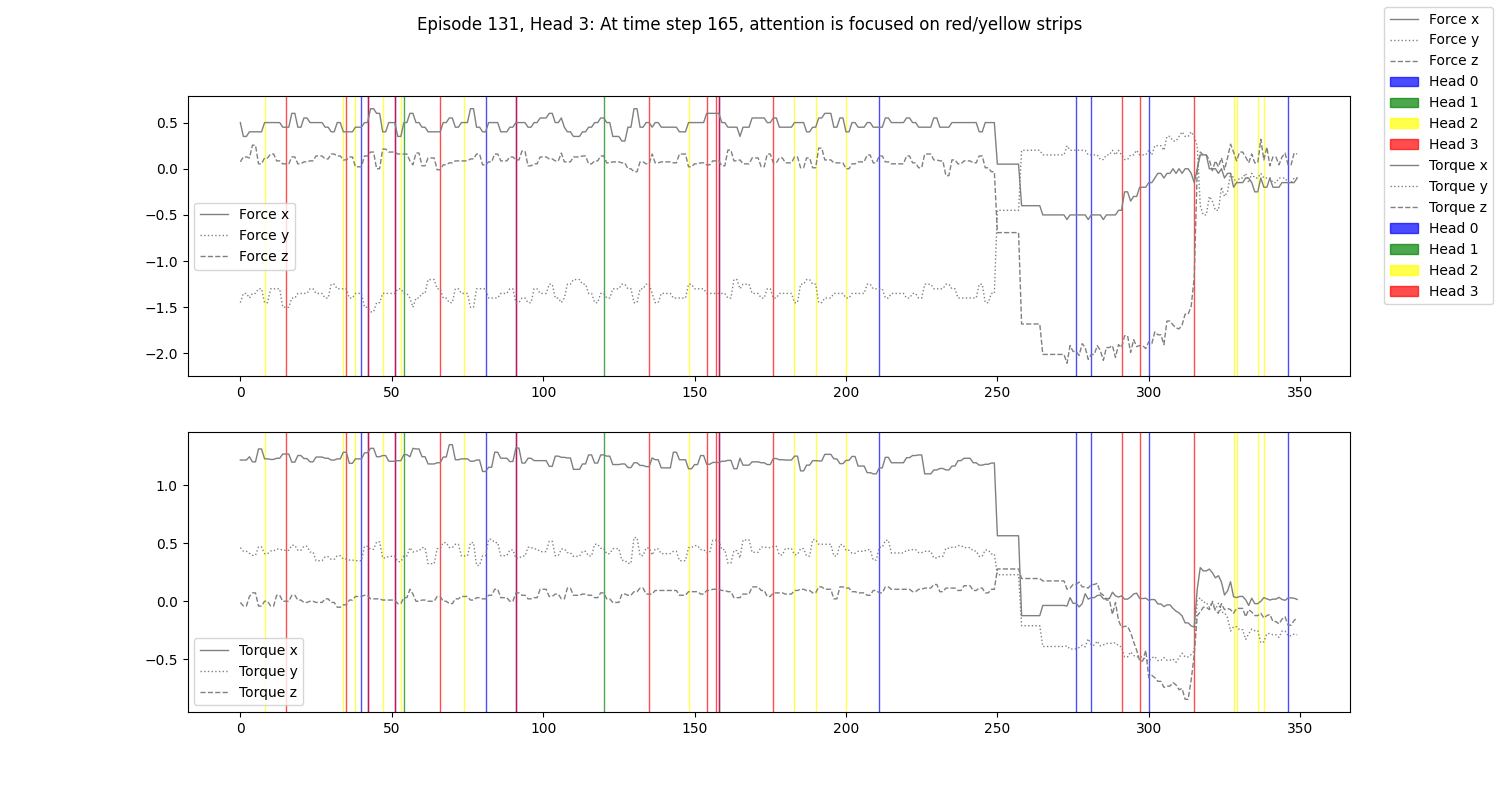 Episode 131, Head 3: At time step 165, attention is focused on red/yellow strips
Force x
Force y
Force z
Head 0
Head 1
Head 2
Head 3
Torque x
Torque y
Torque z
Head 0
Head 1
Head 2
Head 3
0.5
0.0
−0.5
−1.0
−1.5
−2.0
Force x
Force y
Force z
0 50 100 150 200 250 300 350
1.0
0.5
0.0
−0.5
Torque x
Torque y
Torque z
0 50 100 150 200 250 300 350